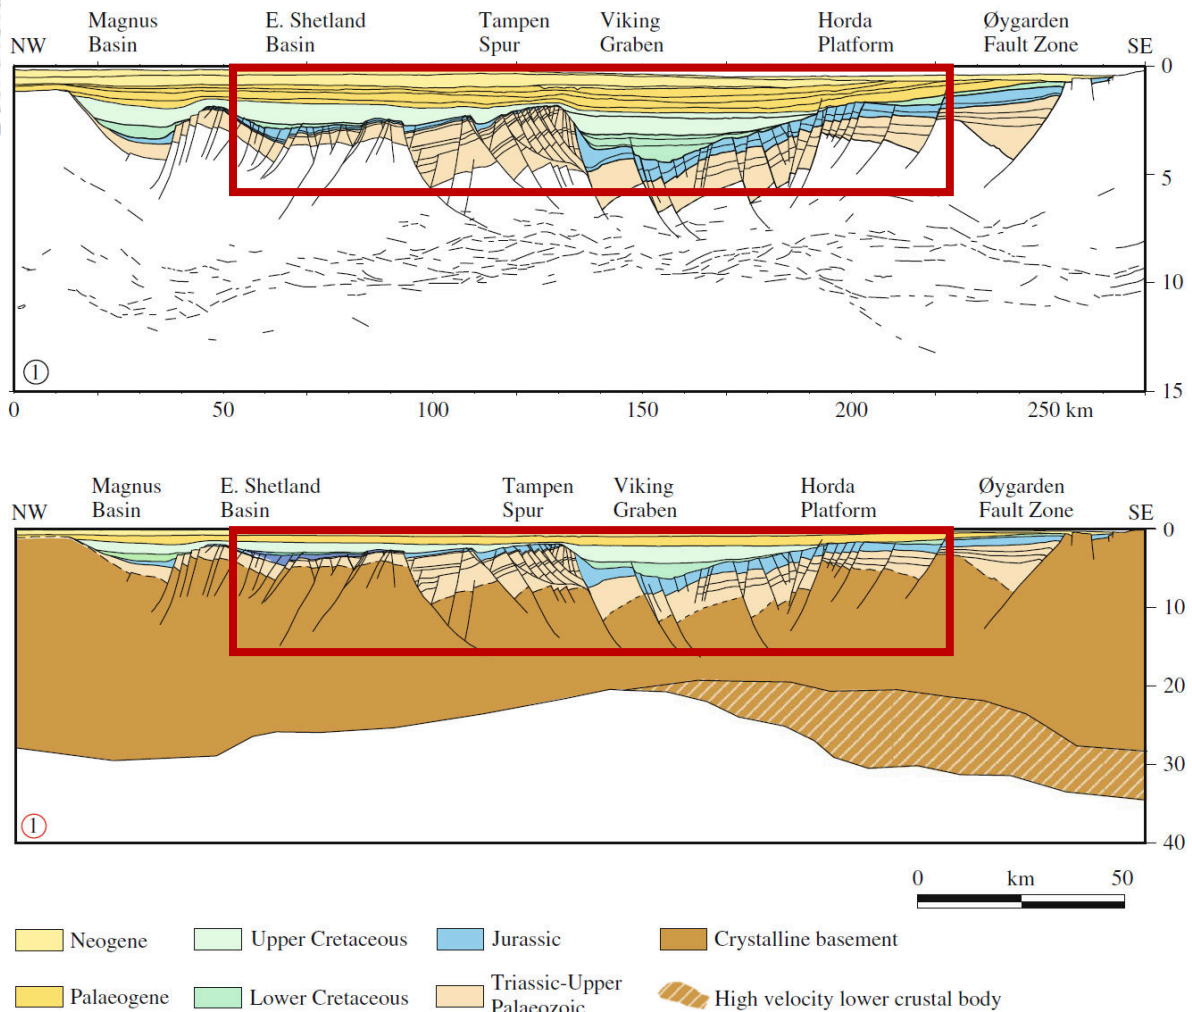 Magnus Basin
E. Shetland Basin
Tampen Spur
Viking Graben
Horda Platform
Øygarden Fault Zone
NW
SE
0
5
10
15
1
0
50
100
150
200
250 km
Magnus Basin
E. Shetland Basin
Tampen Spur
Viking Graben
Horda Platform
Øygarden Fault Zone
NW
SE
0
10
20
30
40
1
0 km 50
Neogene
Upper Cretaceous
Jurassic
Crystalline basement
Palaeogene
Lower Cretaceous
Triassic-Upper
Palaeozoic
High velocity lower crustal body